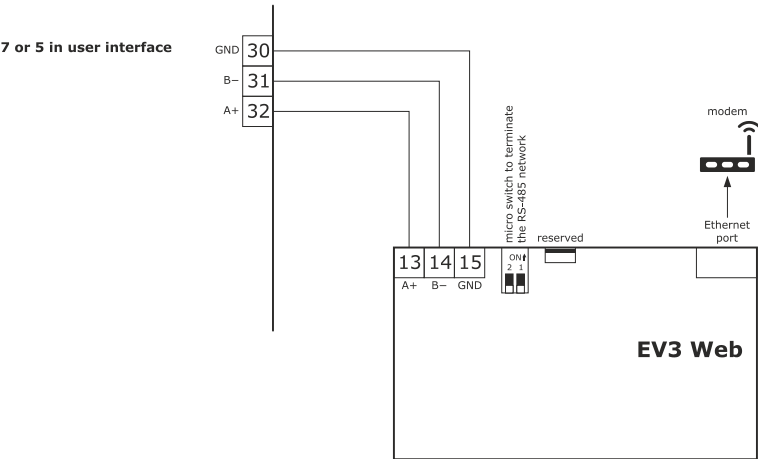 7 or 5 in user interface
GND 30
B− 31
A+ 32
micro switch to terminate
the RS-485 network
modem
Ethernet
port
reserved
13 14 15
A+ B− GND
ON
2 1
EV3 Web